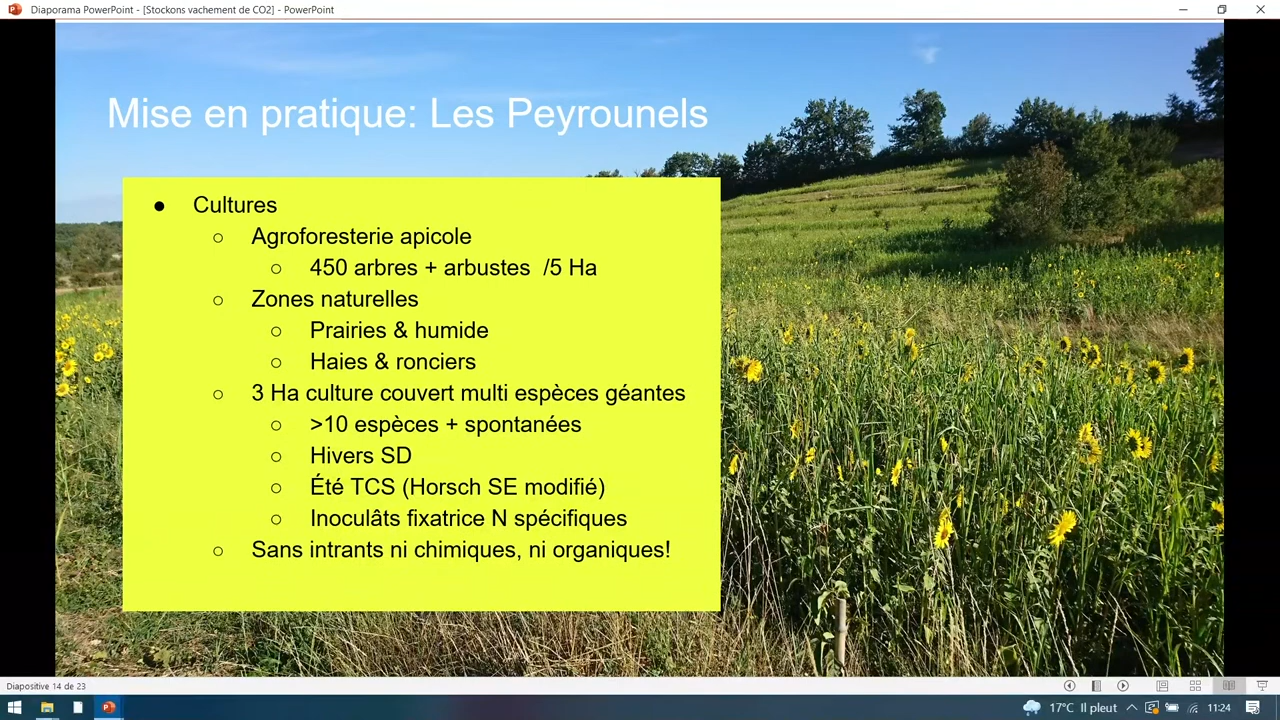 Diaporama PowerPoint - [Stockons vachement de CO2] - PowerPoint
Mise en pratique: Les Peyrounels
● Cultures
○ Agroforesterie apicole
○ 450 arbres + arbustes /5 Ha
○ Zones naturelles
○ Prairies & humide
○ Haies & ronciers
○ 3 Ha culture couvert multi espèces géantes
○ >10 espèces + spontanées
○ Hivers SD
○ Été TCS (Horsch SE modifié)
○ Inoculâts fixatrice N spécifiques
○ Sans intrants ni chimiques, ni organiques!
Diapositive 14 de 23
17°C Il pleut 11:24